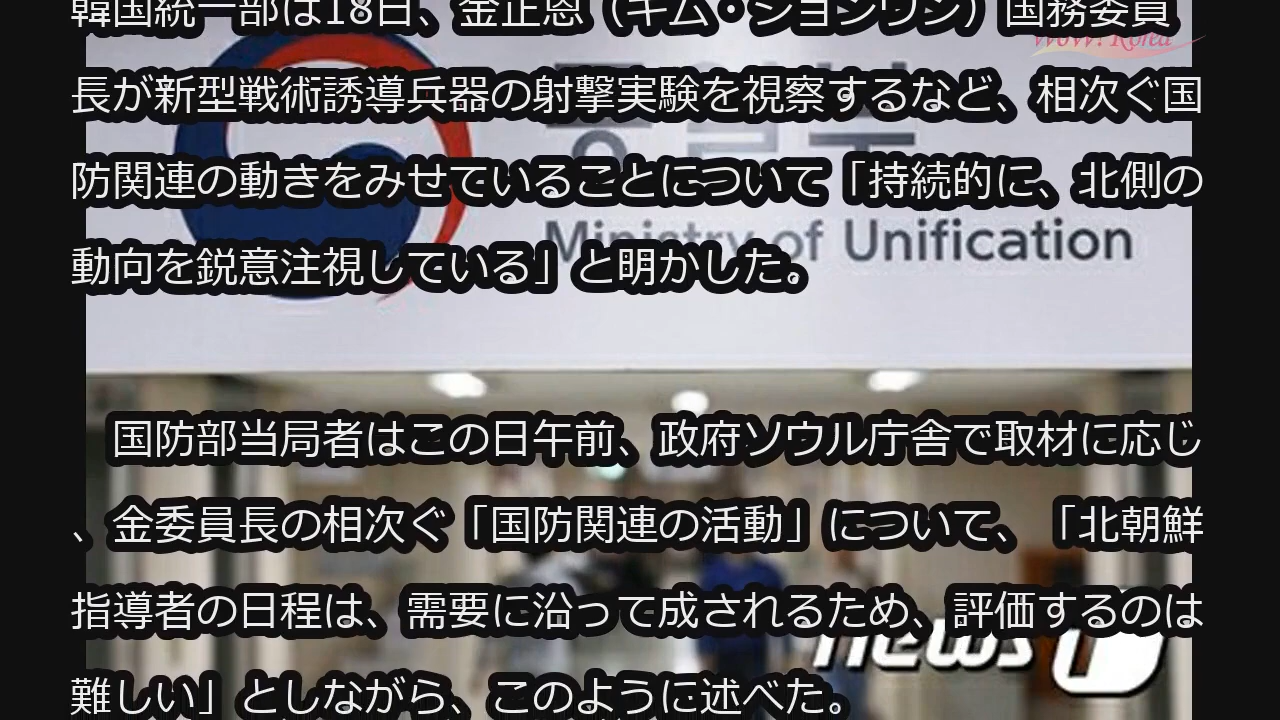 韓国統一部は18日、金正恩（キム・ジョンウン）国務委員
長が新型戦術誘導兵器の射撃実験を視察するなど、相次ぐ国
防関連の動きをみせていることについて「持続的に、北側の
動向を鋭意注視している」と明かした。
통일부
Ministry of Unification
　国防部当局者はこの日午前、政府ソウル庁舎で取材に応じ
、金委員長の相次ぐ「国防関連の活動」について、「北朝鮮
指導者の日程は、需要に沿って成されるため、評価するのは
難しい」としながら、このように述べた。
Wow! Korea
news1